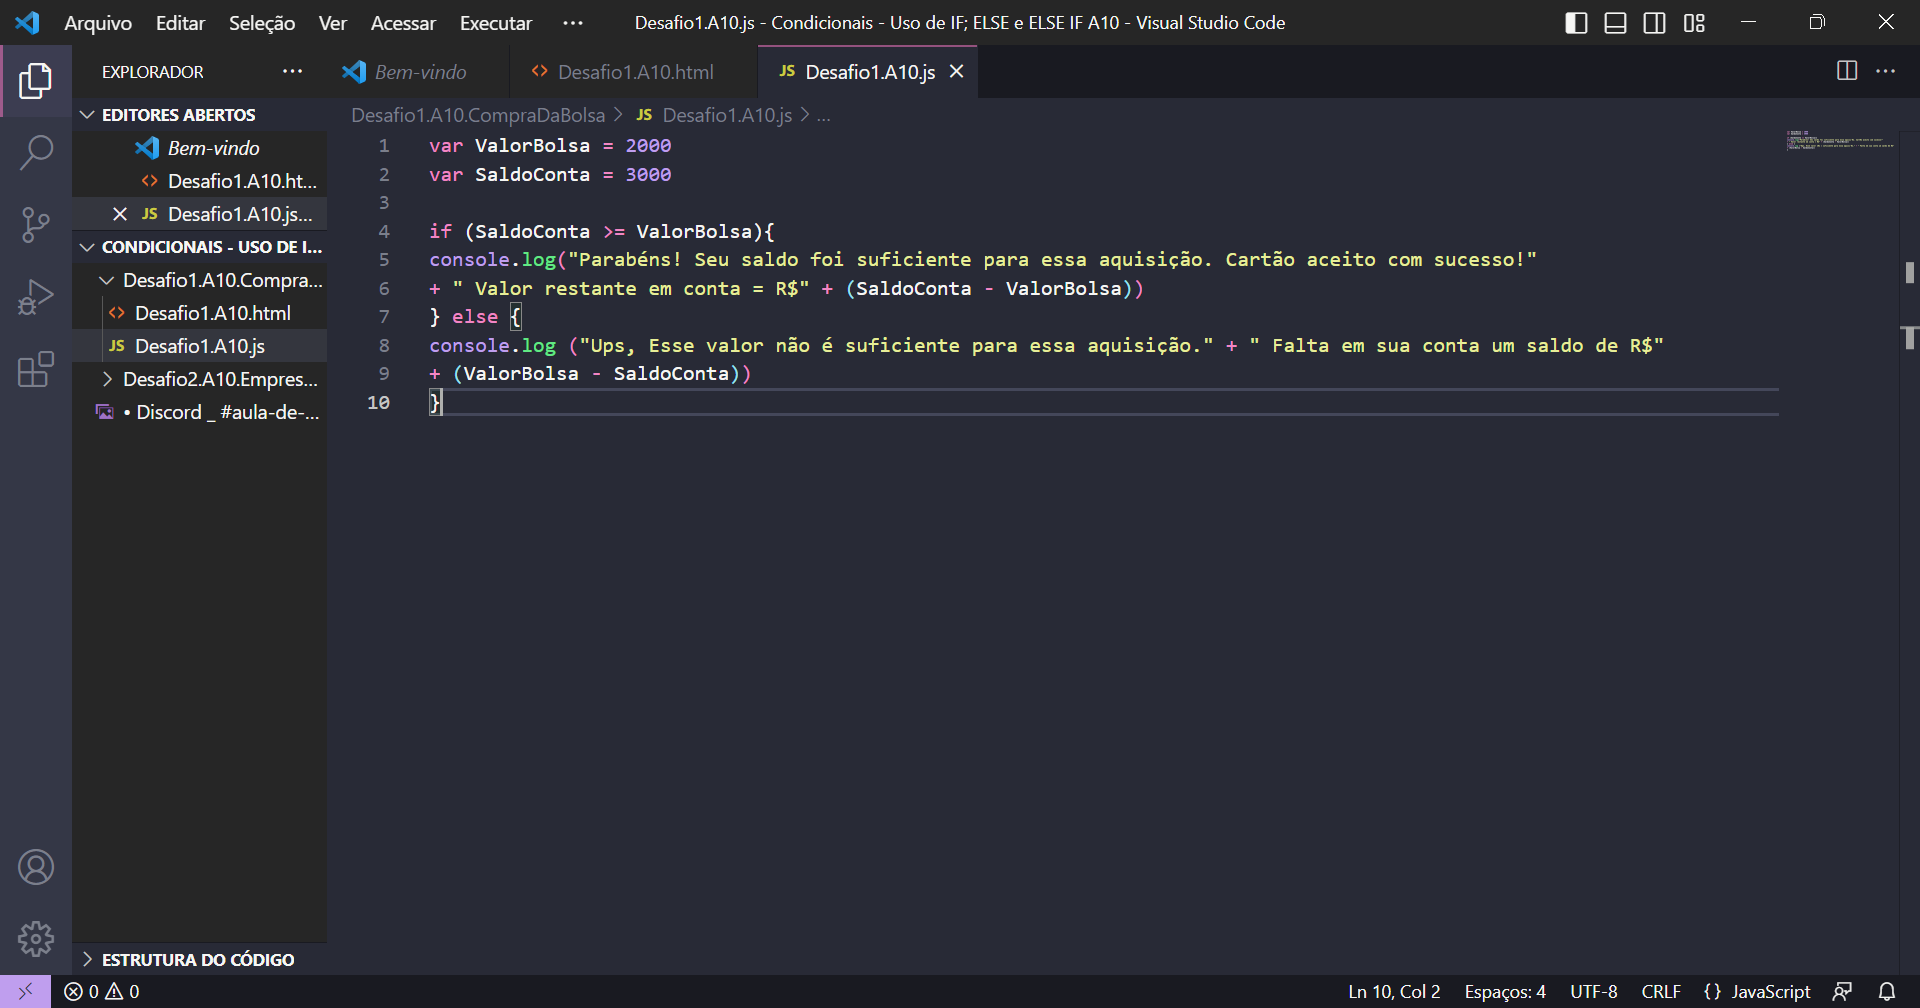 Arquivo Editar Seleção Ver Acessar Executar ··· Desafio1.A10.js - Condicionais - Uso de IF; ELSE e ELSE IF A10 - Visual Studio Code
EXPLORADOR ···
Bem-vindo
<> Desafio1.A10.html
JS Desafio1.A10.js
EDITORES ABERTOS
Bem-vindo
<> Desafio1.A10.ht...
JS Desafio1.A10.js...
CONDICIONAIS - USO DE I...
Desafio1.A10.Compra...
<> Desafio1.A10.html
JS Desafio1.A10.js
Desafio2.A10.Empres...
• Discord _ #aula-de-...
ESTRUTURA DO CÓDIGO
Desafio1.A10.CompraDaBolsa > JS Desafio1.A10.js > ...
1 var ValorBolsa = 2000
2 var SaldoConta = 3000
3
4 if (SaldoConta >= ValorBolsa){
5 console.log("Parabéns! Seu saldo foi suficiente para essa aquisição. Cartão aceito com sucesso!"
6 + " Valor restante em conta = R$" + (SaldoConta - ValorBolsa))
7 } else {
8 console.log ("Ups, Esse valor não é suficiente para essa aquisição." + " Falta em sua conta um saldo de R$"
9 + (ValorBolsa - SaldoConta))
10 }
0 0 Ln 10, Col 2 Espaços: 4 UTF-8 CRLF {} JavaScript